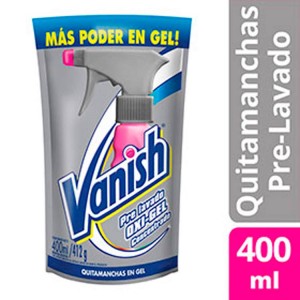 MÁS PODER EN GEL!
Vanish
Pre lavado
OXI-GEL
Concentrado
400ml/412g
QUITAMANCHAS EN GEL
Quitamanchas
Pre-Lavado
400
ml